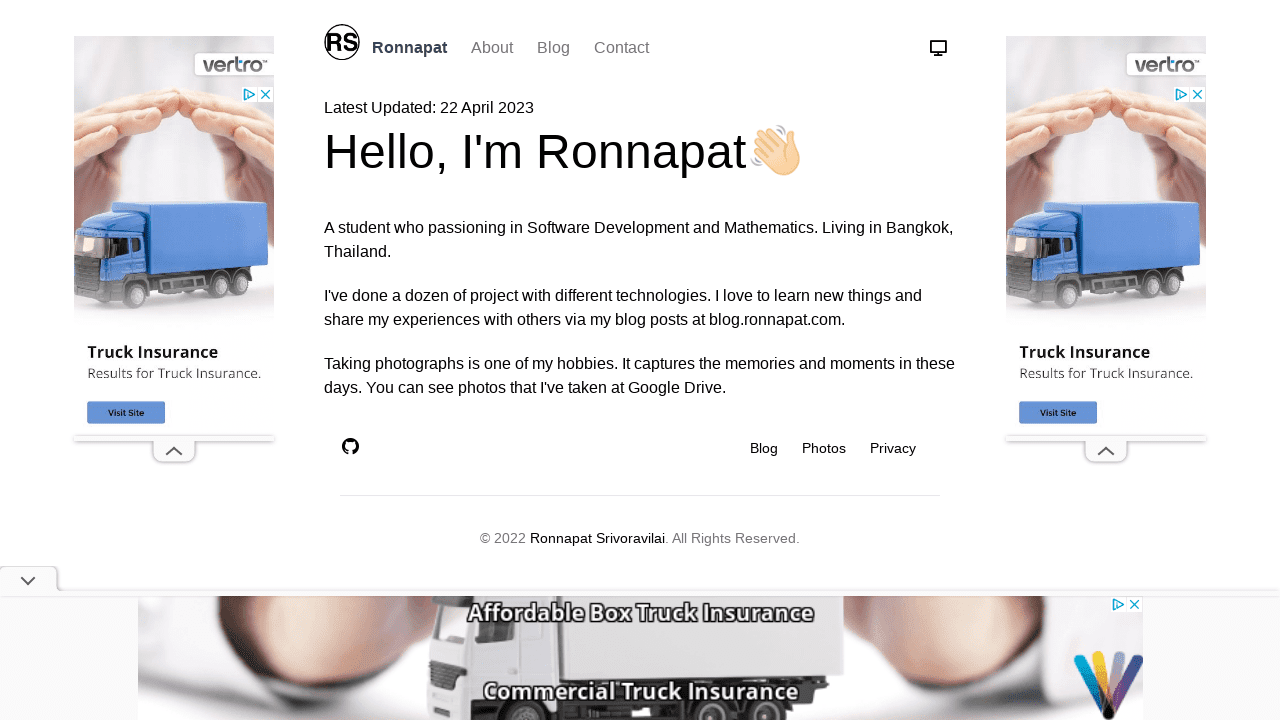 RS
Ronnapat About Blog Contact
Latest Updated: 22 April 2023
Hello, I'm Ronnapat👋🏼
A student who passioning in Software Development and Mathematics. Living in Bangkok,
Thailand.
I've done a dozen of project with different technologies. I love to learn new things and
share my experiences with others via my blog posts at blog.ronnapat.com.
Taking photographs is one of my hobbies. It captures the memories and moments in these
days. You can see photos that I've taken at Google Drive.
Blog Photos Privacy
© 2022 Ronnapat Srivoravilai. All Rights Reserved.
vertro™
Truck Insurance
Results for Truck Insurance.
Visit Site
vertro™
Truck Insurance
Results for Truck Insurance.
Visit Site
Affordable Box Truck Insurance
Commercial Truck Insurance